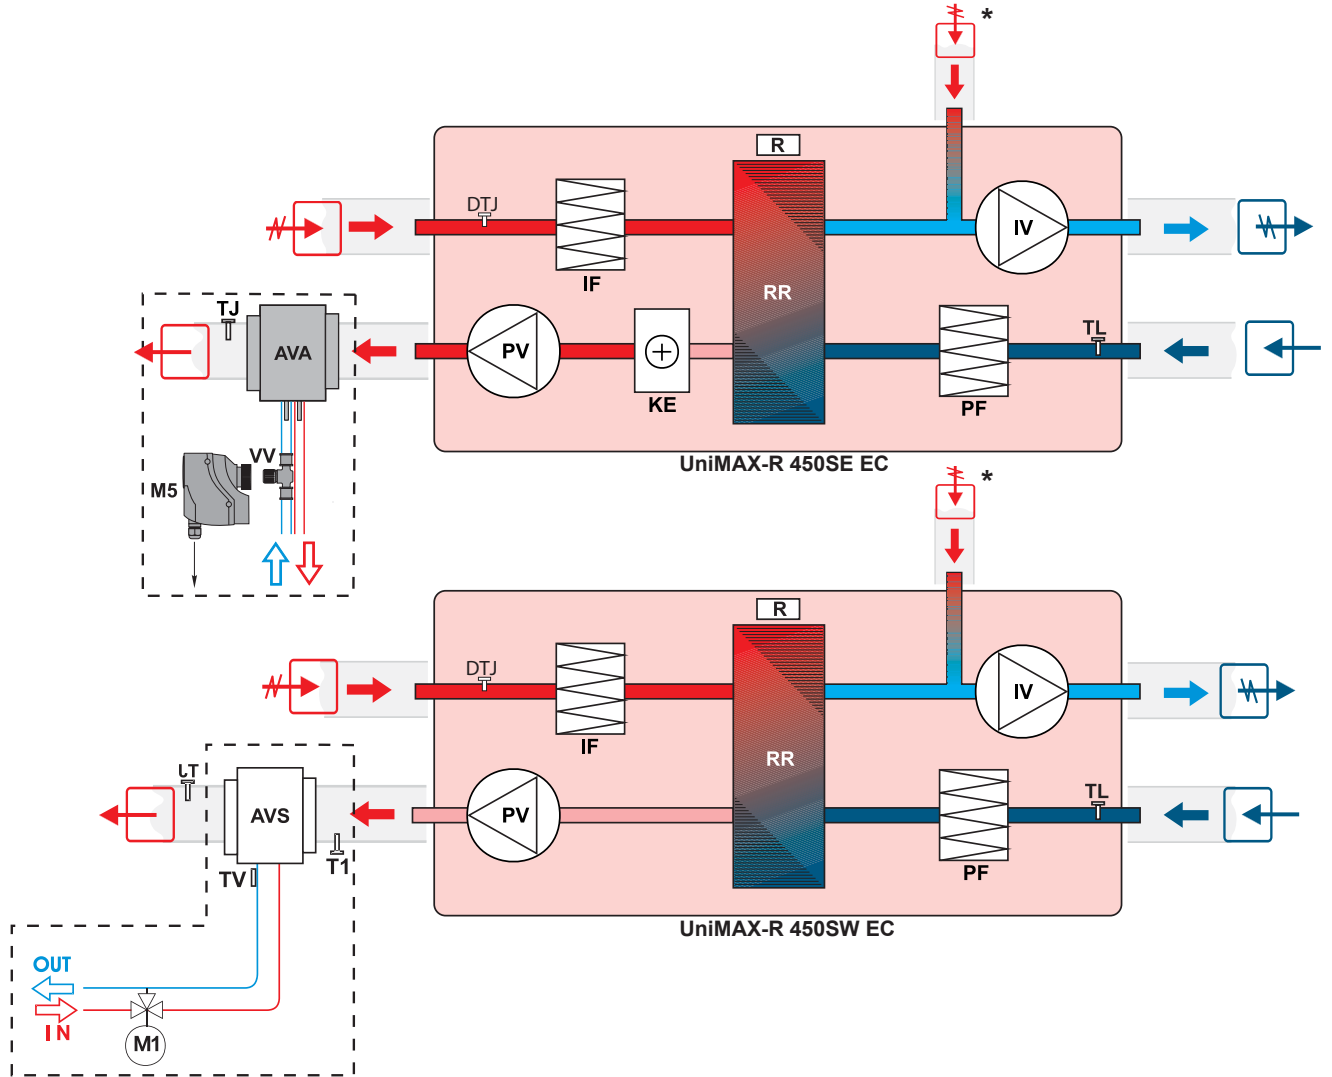 *
R
DTJ
IV
IF
RR
TJ
TL
AVA
PV
KE
PF
VV
M5
UniMAX-R 450SE EC
*
R
DTJ
IV
IF
RR
TJ
TL
AVS
PV
T1
TV
PF
UniMAX-R 450SW EC
OUT
IN
M1